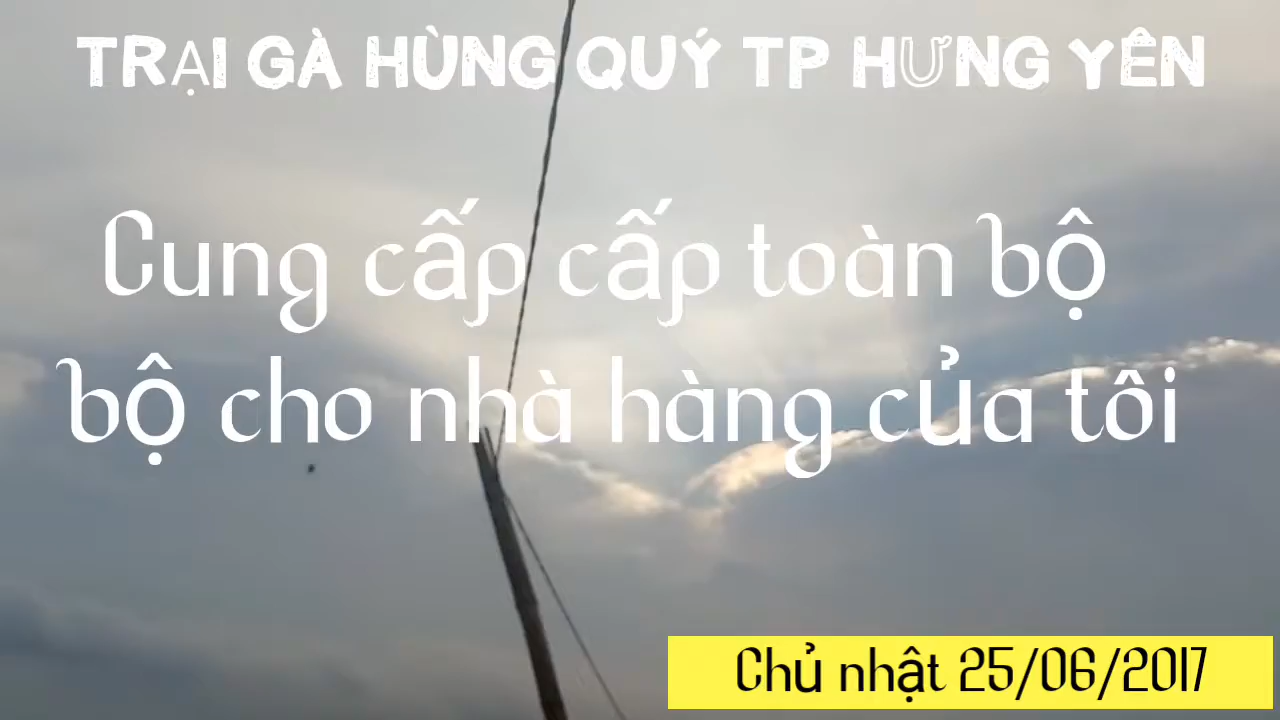 TRẠI GÀ HÙNG QUÝ TP HƯNG YÊN
Cung cấp cấp toàn bộ
bộ cho nhà hàng của tôi
Chủ nhật 25/06/2017